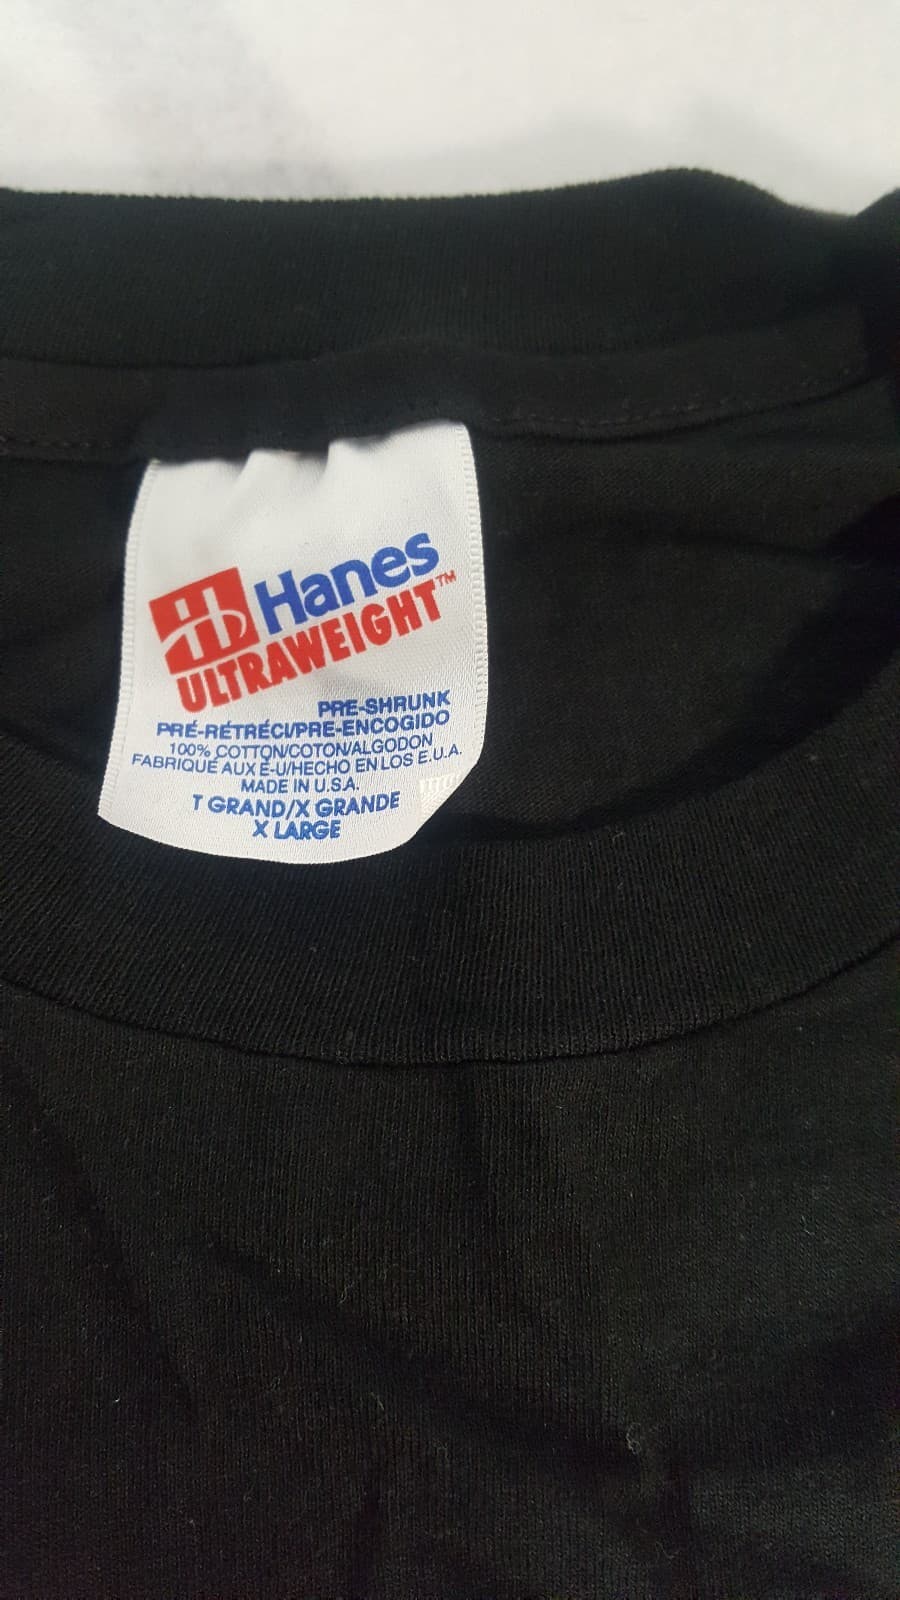 Hanes
ULTRAWEIGHT™
PRE-SHRUNK
PRÉ-RÉTRÉCI/PRE-ENCOGIDO
100% COTTON/COTON/ALGODON
FABRIQUÉ AUX É-U/HECHO EN LOS E.U.A.
MADE IN U.S.A.
T GRAND/X GRANDE
X LARGE